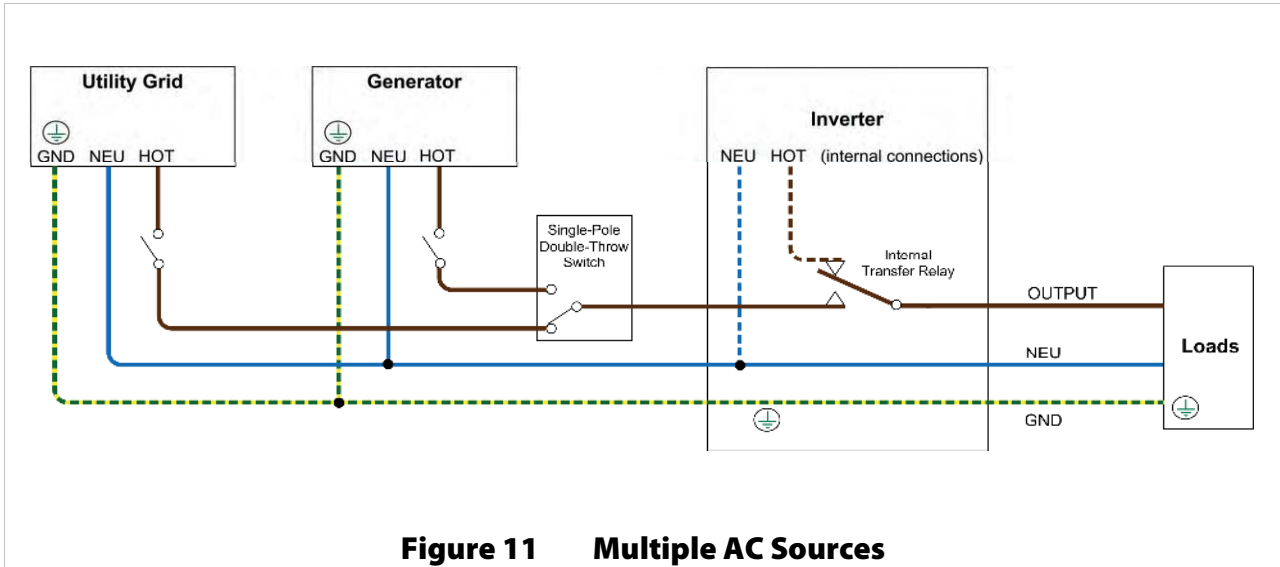 Utility Grid
GND NEU HOT
Generator
GND NEU HOT
Single-Pole
Double-Throw
Switch
Inverter
NEU HOT (internal connections)
Internal
Transfer Relay
OUTPUT
NEU
GND
Loads
Figure 11 Multiple AC Sources